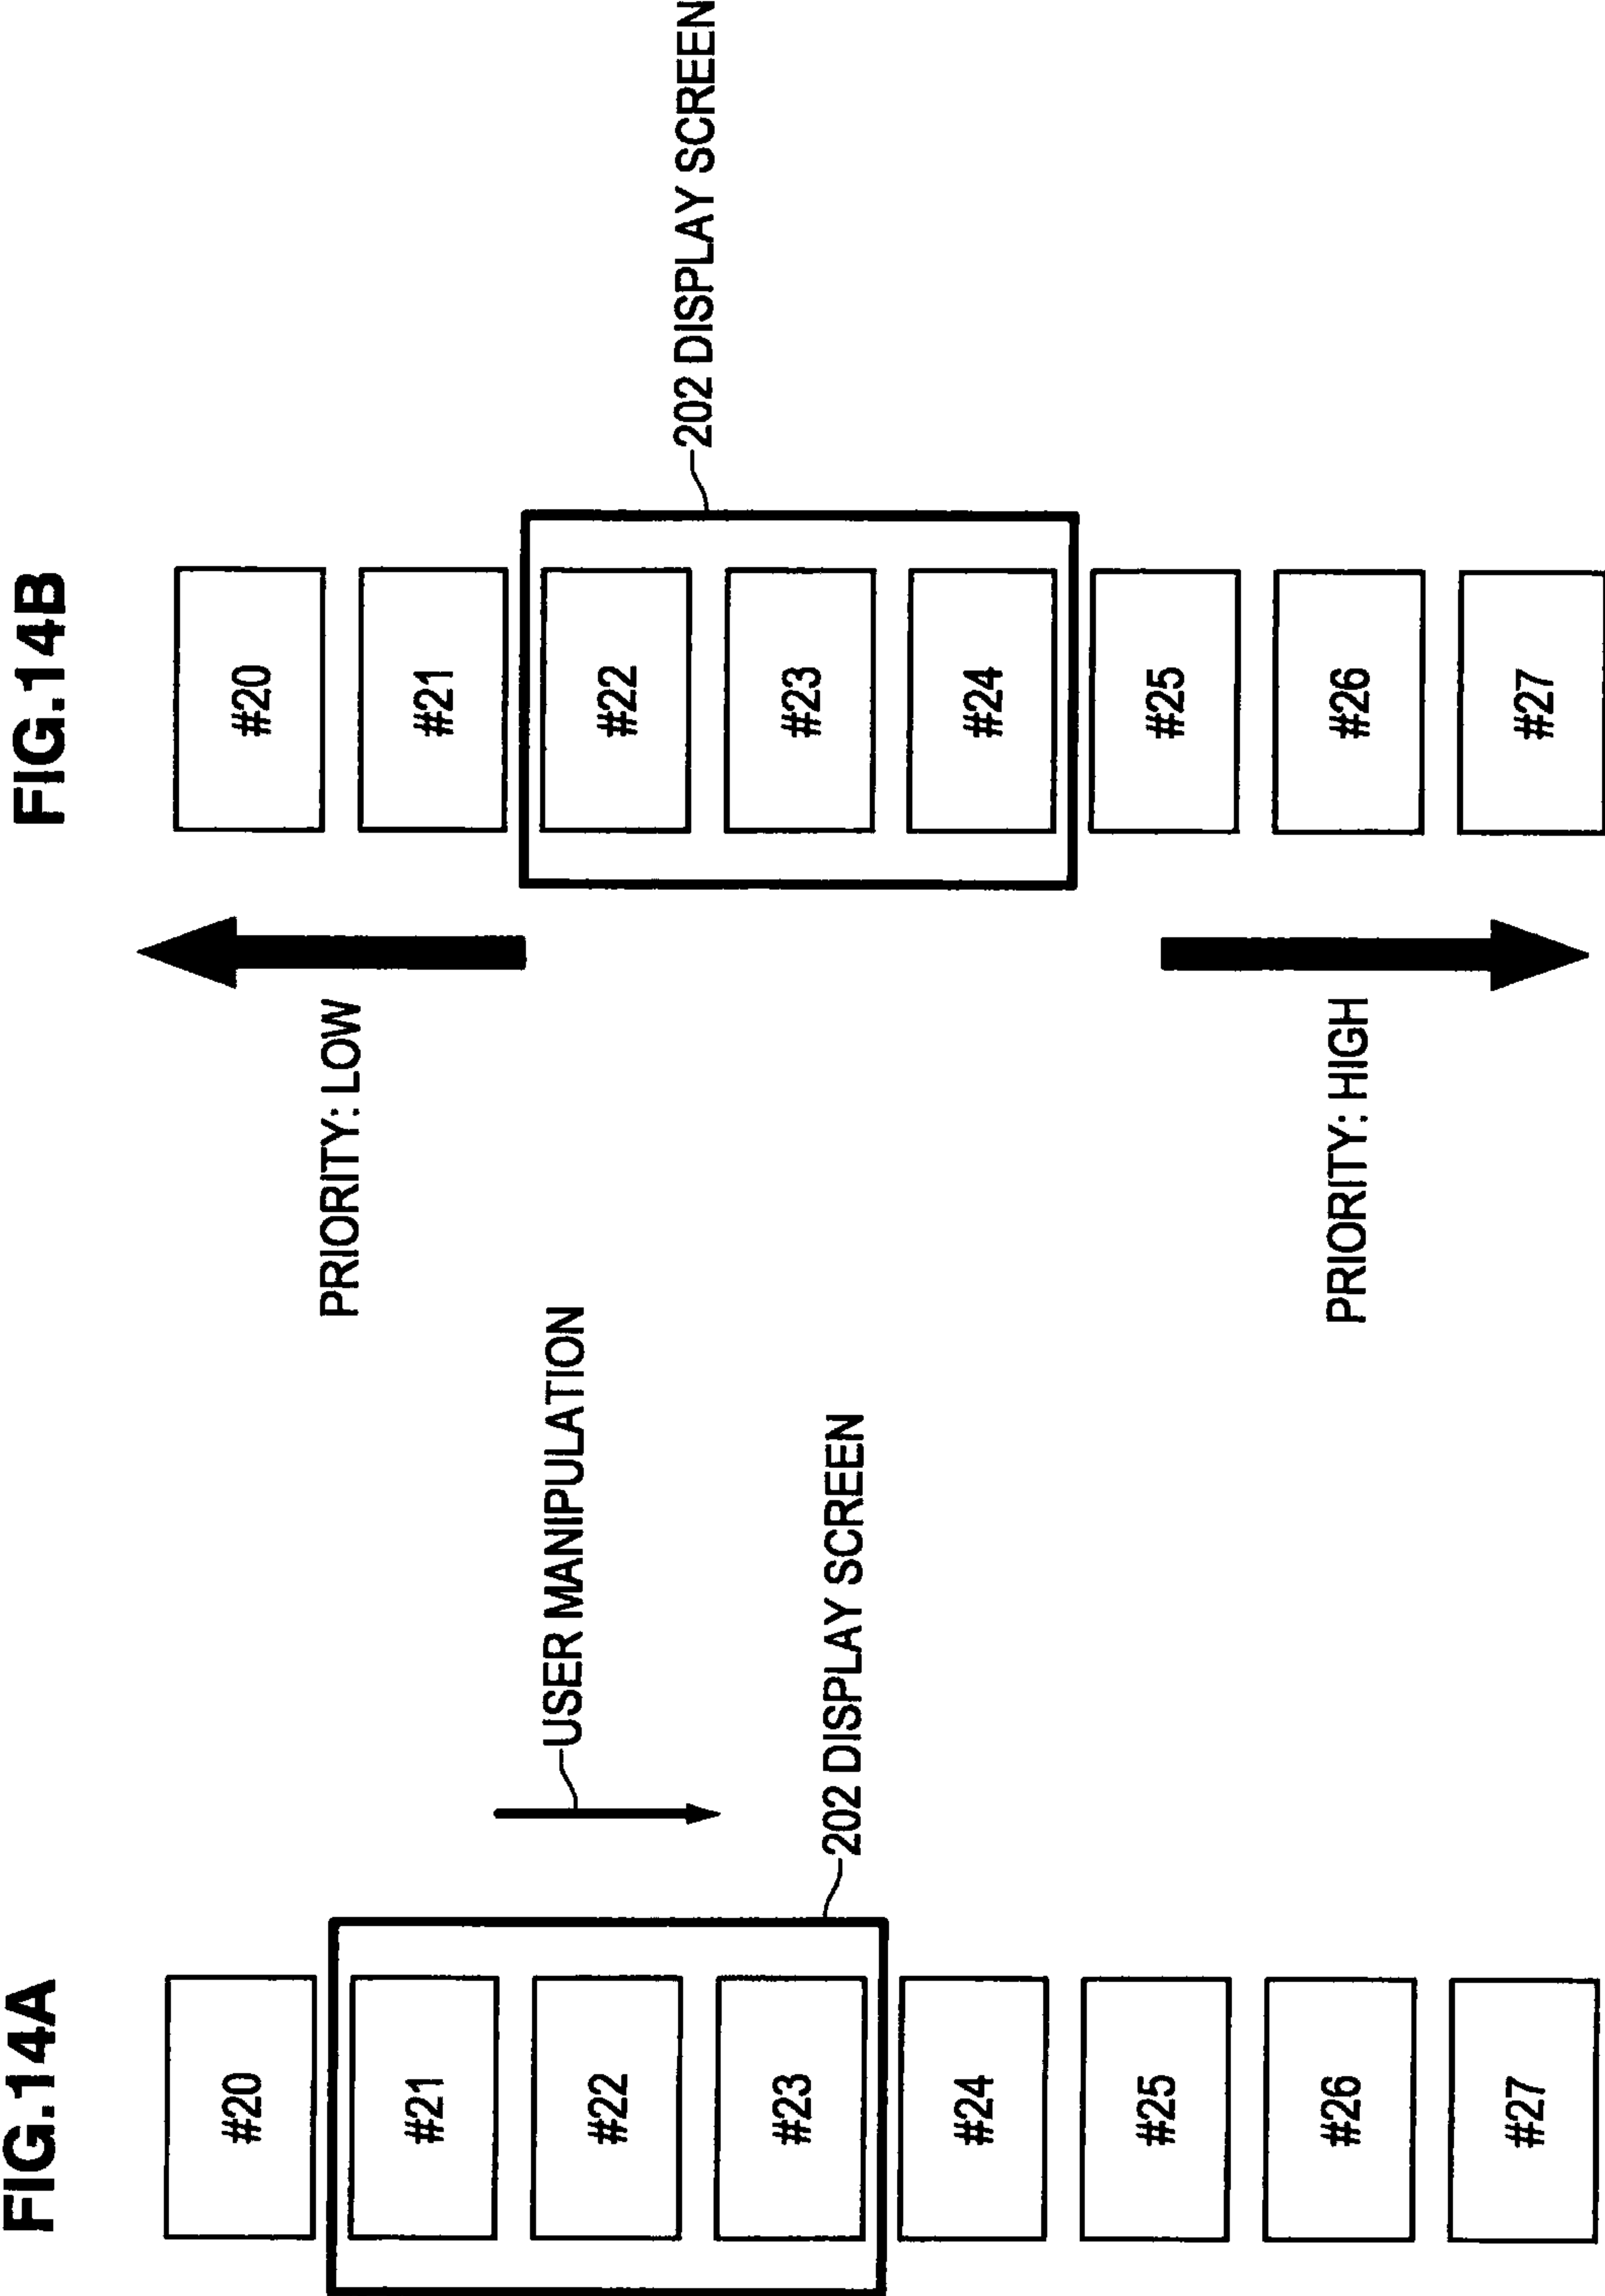 FIG.14A
#20
#21
#22
#23
#24
#25
#26
#27
USER MANIPULATION
202 DISPLAY SCREEN
FIG.14B
PRIORITY: LOW
PRIORITY: HIGH
#20
#21
#22
#23
#24
#25
#26
#27
202 DISPLAY SCREEN